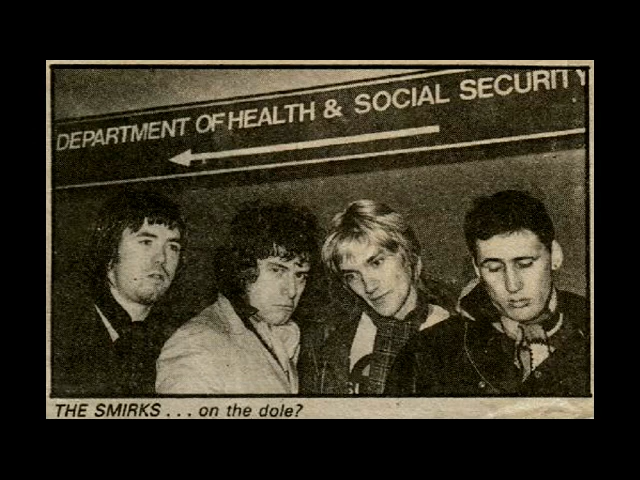 DEPARTMENT OF HEALTH & SOCIAL SECURITY
THE SMIRKS . . . on the dole?